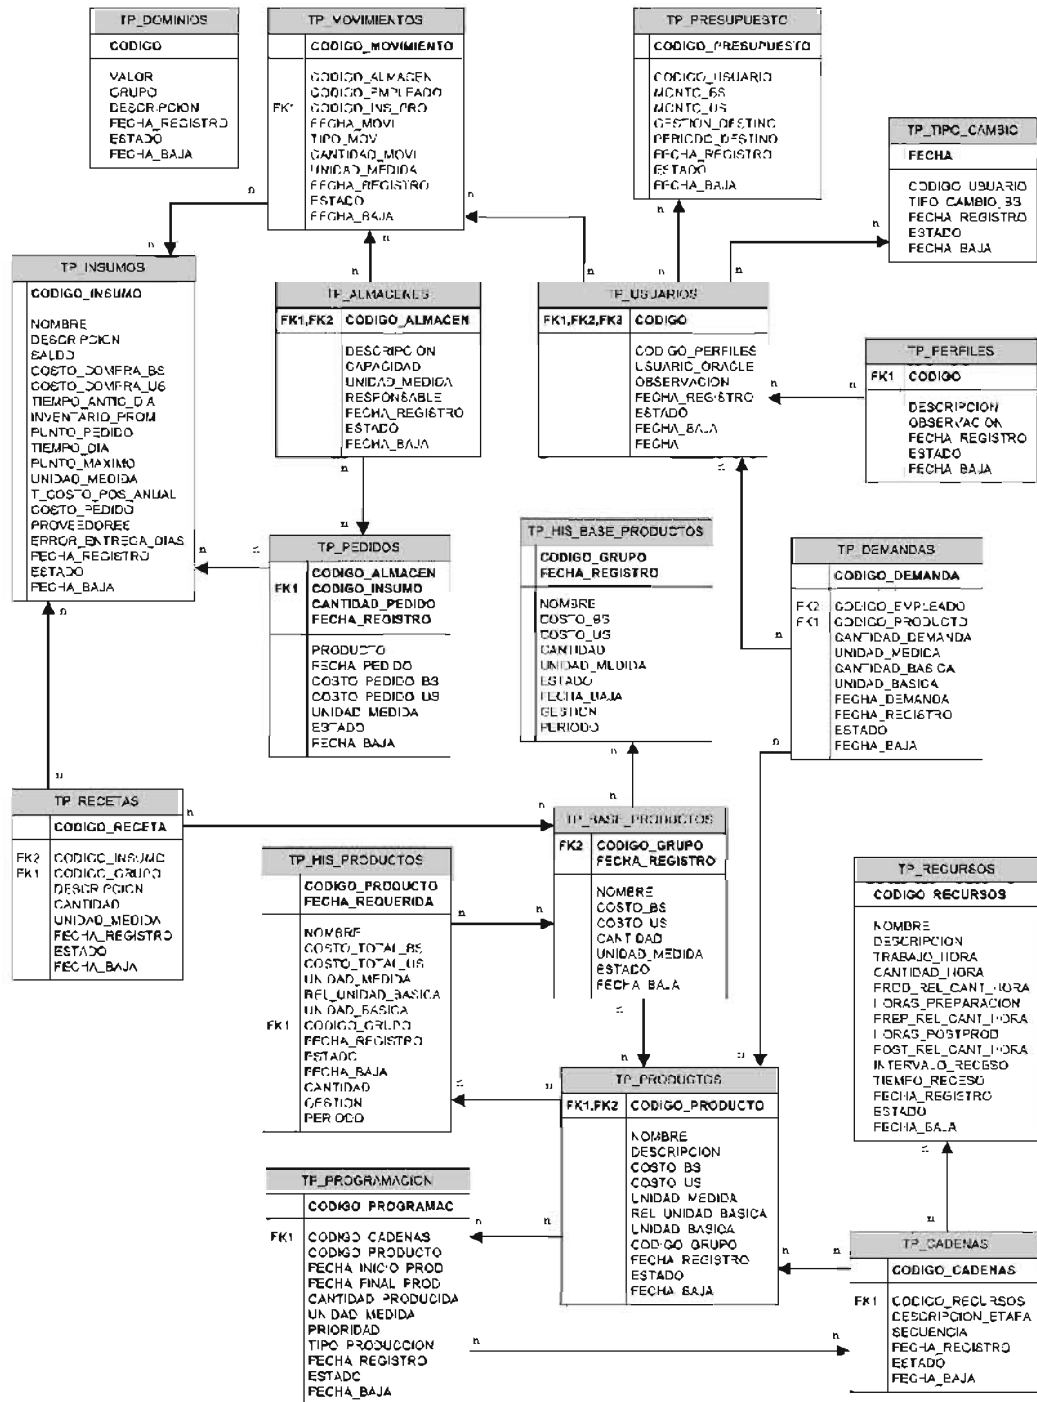 TP_DOMINIOS
CODIGO
VALOR
GRUPO
DESCRIPCION
FECHA_REGISTRO
ESTADO
FECHA_BAJA
TP_MOVIMIENTOS
CODIGO_MOVIMIENTO
CODIGO_ALMACEN
CODIGO_EMPLEADO
FK1 CODIGO_INS_PRO
FECHA_MOVI
TIPO_MOV
CANTIDAD_MOVI
UNIDAD_MEDIDA
FECHA_REGISTRO
ESTADO
FECHA_BAJA
TP_PRESUPUESTO
CODIGO_PRESUPUESTO
CODIGO_USUARIO
MONTO_BS
MONTO_US
GESTION_DESTINO
PERIODO_DESTINO
FECHA_REGISTRO
ESTADO
FECHA_BAJA
TP_TIPO_CAMBIO
FECHA
CODIGO_USUARIO
TIPO_CAMBIO_BS
FECHA_REGISTRO
ESTADO
FECHA_BAJA
n
n
n
n
n
n
n
n
n
n
TP_INSUMOS
CODIGO_INSUMO
NOMBRE
DESCRIPCION
SALDO
COSTO_COMPRA_BS
COSTO_COMPRA_US
TIEMPO_ANTIC_DIA
INVENTARIO_PROM
PUNTO_PEDIDO
TIEMPO_DIA
PUNTO_MAXIMO
UNIDAD_MEDIDA
T_COSTO_POS_ANUAL
COSTO_PEDIDO
PROVEEDORES
ERROR_ENTREGA_DIAS
FECHA_REGISTRO
ESTADO
FECHA_BAJA
TP_ALMACENES
FK1,FK2 CODIGO_ALMACEN
DESCRIPCION
CAPACIDAD
UNIDAD_MEDIDA
RESPONSABLE
FECHA_REGISTRO
ESTADO
FECHA_BAJA
TP_USUARIOS
FK1,FK2,FK3 CODIGO
CODIGO_PERFILES
USUARIO_ORACLE
OBSERVACION
FECHA_REGISTRO
ESTADO
FECHA_BAJA
FECHA
TP_PERFILES
FK1 CODIGO
DESCRIPCION
OBSERVACION
FECHA_REGISTRO
ESTADO
FECHA_BAJA
n
n
n
n
n
n
n
n
n
TP_PEDIDOS
CODIGO_ALMACEN
FK1 CODIGO_INSUMO
CANTIDAD_PEDIDO
FECHA_REGISTRO
PRODUCTO
FECHA_PEDIDO
COSTO_PEDIDO_BS
COSTO_PEDIDO_US
UNIDAD_MEDIDA
ESTADO
FECHA_BAJA
TP_HIS_BASE_PRODUCTOS
CODIGO_GRUPO
FECHA_REGISTRO
NOMBRE
COSTO_BS
COSTO_US
CANTIDAD
UNIDAD_MEDIDA
ESTADO
FECHA_BAJA
GESTION
PERIODO
TP_DEMANDAS
CODIGO_DEMANDA
FK2 CODIGO_EMPLEADO
FK1 CODIGO_PRODUCTO
CANTIDAD_DEMANDA
UNIDAD_MEDIDA
CANTIDAD_BASICA
UNIDAD_BASICA
FECHA_DEMANDA
FECHA_REGISTRO
ESTADO
FECHA_BAJA
n
n
n
n
n
n
n
TP_RECETAS
CODIGO_RECETA
FK2 CODIGO_INSUMO
FK1 CODIGO_GRUPO
DESCRIPCION
CANTIDAD
UNIDAD_MEDIDA
FECHA_REGISTRO
ESTADO
FECHA_BAJA
TP_HIS_PRODUCTOS
CODIGO_PRODUCTO
FECHA_REQUERIDA
NOMBRE
COSTO_TOTAL_BS
COSTO_TOTAL_US
UNIDAD_MEDIDA
REL_UNIDAD_BASICA
UNIDAD_BASICA
FK1 CODIGO_GRUPO
FECHA_REGISTRO
ESTADO
FECHA_BAJA
CANTIDAD
GESTION
PERIODO
TP_BASE_PRODUCTOS
FK2 CODIGO_GRUPO
FECHA_REGISTRO
NOMBRE
COSTO_BS
COSTO_US
CANTIDAD
UNIDAD_MEDIDA
ESTADO
FECHA_BAJA
TP_RECURSOS
CODIGO_RECURSOS
NOMBRE
DESCRIPCION
TRABAJO_HORA
CANTIDAD_HORA
PROD_REL_CANT_HORA
HORAS_PREPARACION
PREP_REL_CANT_HORA
HORAS_POSTPROD
POST_REL_CANT_HORA
INTERVALO_RECESO
TIEMPO_RECESO
FECHA_REGISTRO
ESTADO
FECHA_BAJA
n
n
n
n
n
n
n
n
n
TP_PRODUCTOS
FK1,FK2 CODIGO_PRODUCTO
NOMBRE
DESCRIPCION
COSTO_BS
COSTO_US
UNIDAD_MEDIDA
REL_UNIDAD_BASICA
UNIDAD_BASICA
CODIGO_GRUPO
FECHA_REGISTRO
ESTADO
FECHA_BAJA
TP_PROGRAMACION
CODIGO_PROGRAMAC
FK1 CODIGO_CADENAS
CODIGO_PRODUCTO
FECHA_INICIO_PROD
FECHA_FINAL_PROD
CANTIDAD_PRODUCIDA
UNIDAD_MEDIDA
PRIORIDAD
TIPO_PRODUCCION
FECHA_REGISTRO
ESTADO
FECHA_BAJA
TP_CADENAS
CODIGO_CADENAS
FK1 CODIGO_RECURSOS
DESCRIPCION_ETAPA
SECUENCIA
FECHA_REGISTRO
ESTADO
FECHA_BAJA
n
n
n
n
n
n